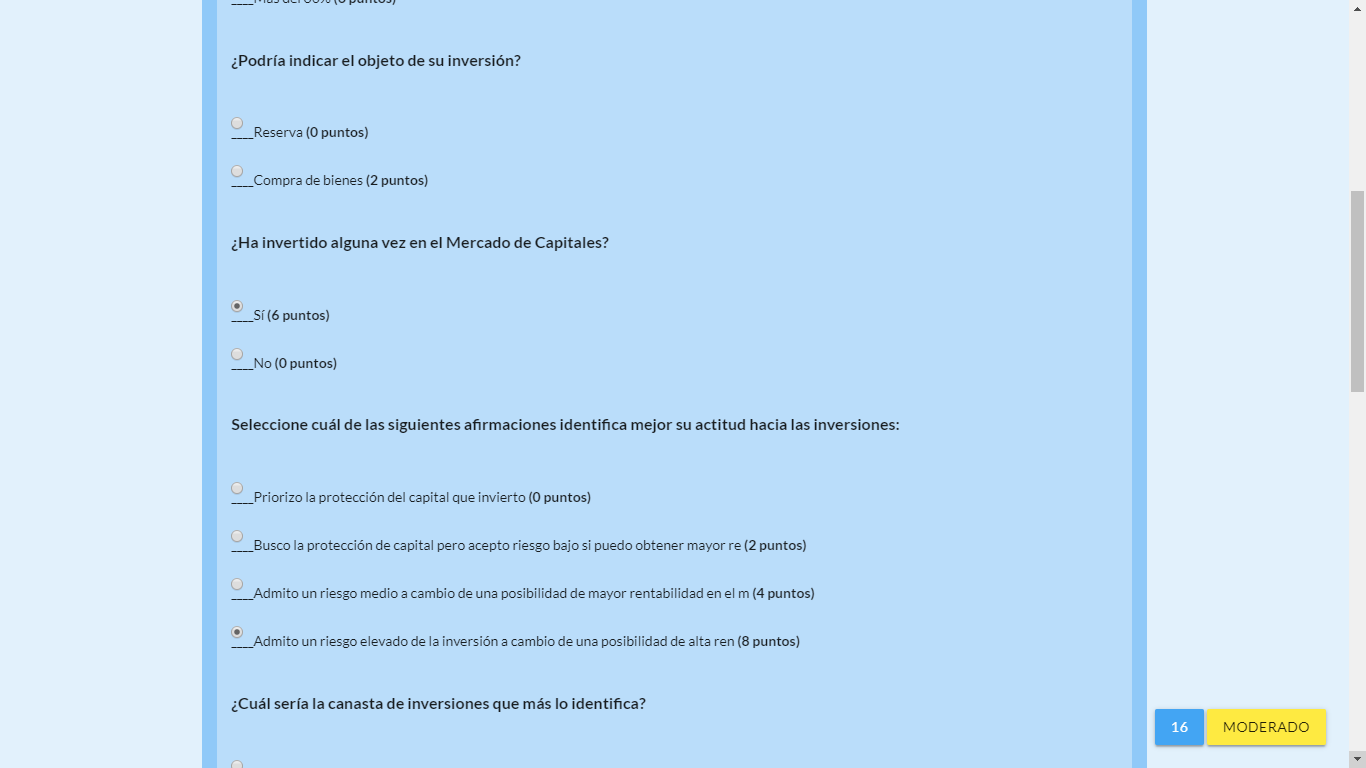 ____Más del 60% (6 puntos)
¿Podría indicar el objeto de su inversión?
____Reserva (0 puntos)
____Compra de bienes (2 puntos)
¿Ha invertido alguna vez en el Mercado de Capitales?
____Sí (6 puntos)
____No (0 puntos)
Seleccione cuál de las siguientes afirmaciones identifica mejor su actitud hacia las inversiones:
____Priorizo la protección del capital que invierto (0 puntos)
____Busco la protección de capital pero acepto riesgo bajo si puedo obtener mayor re (2 puntos)
____Admito un riesgo medio a cambio de una posibilidad de mayor rentabilidad en el m (4 puntos)
____Admito un riesgo elevado de la inversión a cambio de una posibilidad de alta ren (8 puntos)
¿Cuál sería la canasta de inversiones que más lo identifica?
16 MODERADO